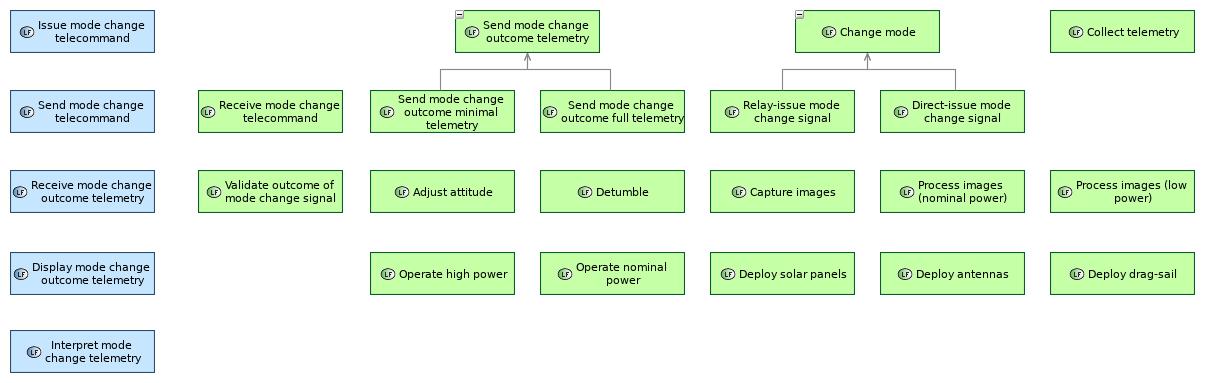 LF Issue mode change
telecommand
LF Send mode change
outcome telemetry
LF Change mode
LF Collect telemetry
LF Send mode change
telecommand
LF Receive mode change
telecommand
LF Send mode change
outcome minimal
telemetry
LF Send mode change
outcome full telemetry
LF Relay-issue mode
change signal
LF Direct-issue mode
change signal
LF Receive mode change
outcome telemetry
LF Validate outcome of
mode change signal
LF Adjust attitude
LF Detumble
LF Capture images
LF Process images
(nominal power)
LF Process images (low
power)
LF Display mode change
outcome telemetry
LF Operate high power
LF Operate nominal
power
LF Deploy solar panels
LF Deploy antennas
LF Deploy drag-sail
LF Interpret mode
change telemetry